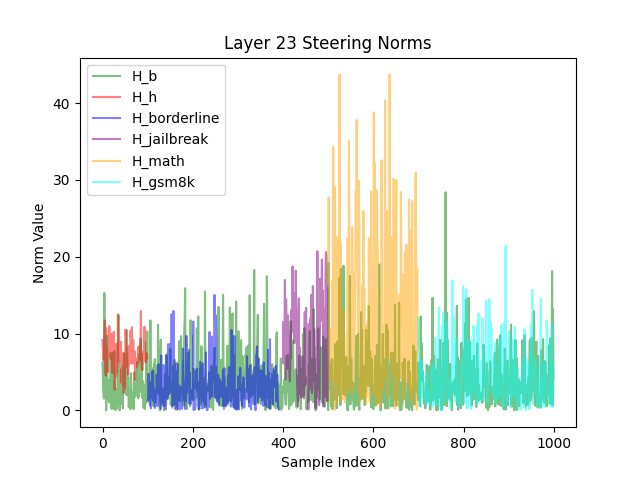 Layer 23 Steering Norms
H_b
H_h
H_borderline
H_jailbreak
H_math
H_gsm8k
Norm Value
40
30
20
10
0
0
200
400
600
800
1000
Sample Index